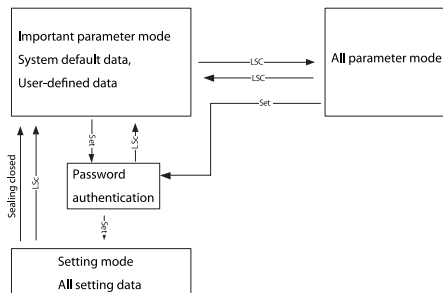 Important parameter mode
System default data,
User-defined data
LSC
LSC
All parameter mode
Set
Set
LSC
Sealing closed
LSC
Password
authentication
Set
Setting mode
All setting data